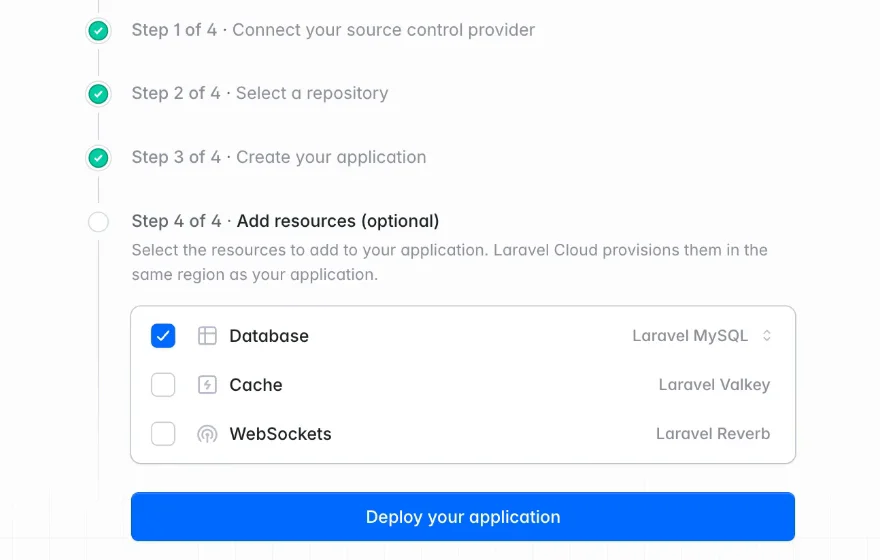 Step 1 of 4 · Connect your source control provider
Step 2 of 4 · Select a repository
Step 3 of 4 · Create your application
Step 4 of 4 · Add resources (optional)
Select the resources to add to your application. Laravel Cloud provisions them in the
same region as your application.
Database Laravel MySQL
Cache Laravel Valkey
WebSockets Laravel Reverb
Deploy your application